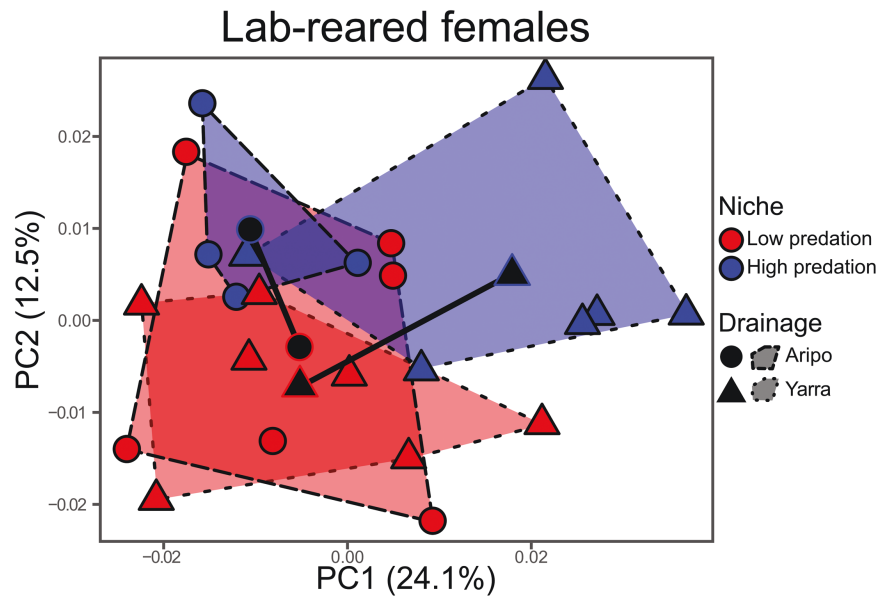 Lab-reared females
PC2 (12.5%)
0.02
0.01
0.00
−0.01
−0.02
−0.02
0.00
0.02
PC1 (24.1%)
Niche
Low predation
High predation
Drainage
Aripo
Yarra